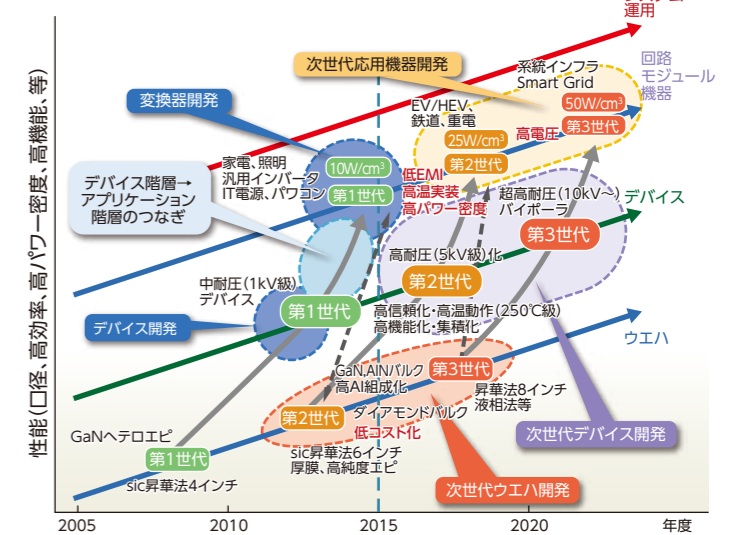 運用
次世代応用機器開発
系統インフラ
Smart Grid
回路
モジュール
機器
変換器開発
EV/HEV、
鉄道、重電
50W/cm³
第3世代
高電圧
25W/cm³
第2世代
家電、照明
汎用インバータ
IT電源、パワコン
10W/cm³
第1世代
低EMI
高温実装
高パワー密度
デバイス階層→
アプリケーション
階層のつなぎ
超高耐圧(10kV〜)
バイポーラ
デバイス
第3世代
高耐圧(5kV級)化
第2世代
中耐圧(1kV級)
デバイス
第1世代
高信頼化・高温動作(250℃級)
高機能化・集積化
デバイス開発
ウエハ
GaN,AlNバルク
高Al組成化
第3世代
昇華法8インチ
液相法等
第2世代
ダイアモンドバルク
低コスト化
次世代デバイス開発
GaNヘテロエピ
第1世代
sic昇華法4インチ
sic昇華法6インチ
厚膜、高純度エピ
次世代ウエハ開発
性能(口径、高効率、高パワー密度、高機能、等)
2005
2010
2015
2020
年度